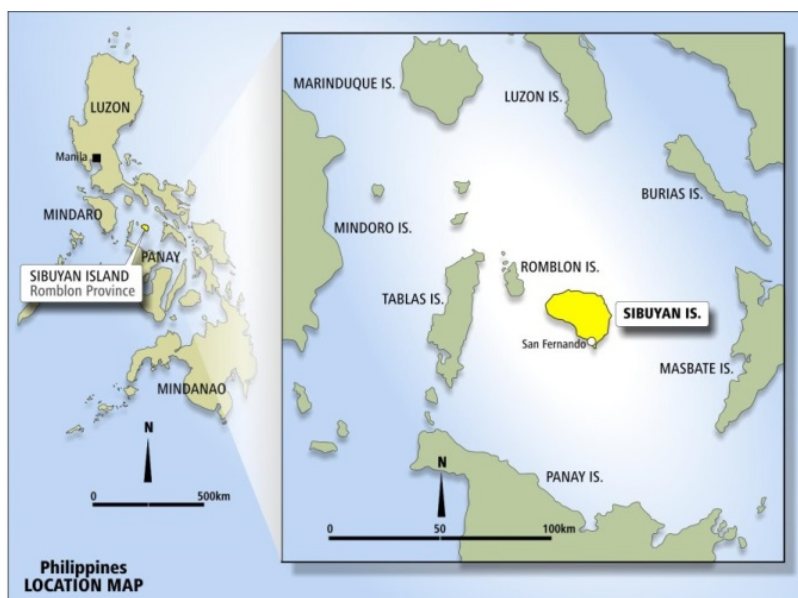 LUZON
Manila
MINDARO
PANAY
SIBUYAN ISLAND
Romblon Province
MINDANAO
N
0 500km
Philippines
LOCATION MAP
MARINDUQUE IS.
LUZON IS.
BURIAS IS.
MINDORO IS.
ROMBLON IS.
TABLAS IS.
SIBUYAN IS.
San Fernando
MASBATE IS.
PANAY IS.
N
0 50 100km